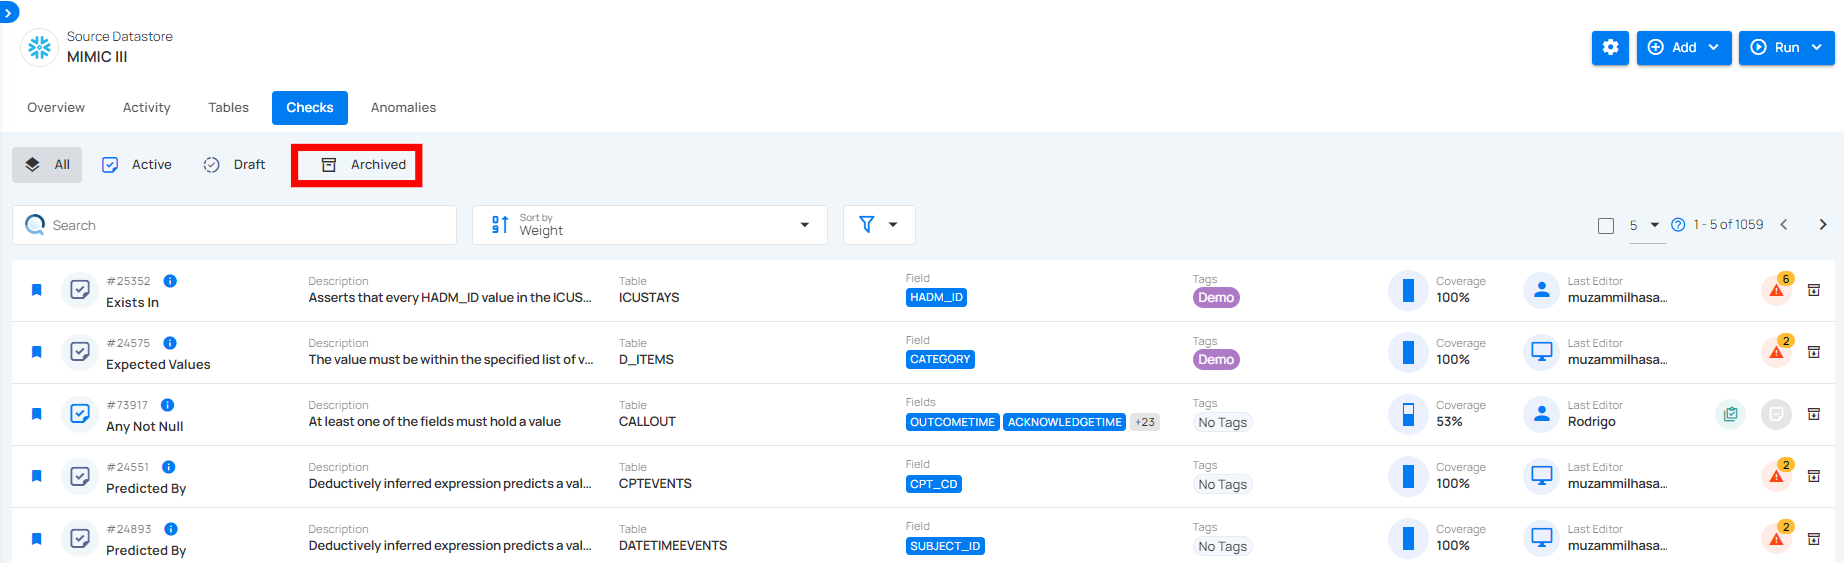 Source Datastore
MIMIC III
Add
Run
Overview Activity Tables Checks Anomalies
All Active Draft Archived
Search
Sort by
Weight
5 1 - 5 of 1059
#25352 Description Table Field Tags Coverage Last Editor 6
Exists In Asserts that every HADM_ID value in the ICUS... ICUSTAYS HADM_ID Demo 100% muzammilhasa...
#24575 Description Table Field Tags Coverage Last Editor 2
Expected Values The value must be within the specified list of v... D_ITEMS CATEGORY Demo 100% muzammilhasa...
#73917 Description Table Fields Tags Coverage Last Editor
Any Not Null At least one of the fields must hold a value CALLOUT OUTCOMETIME ACKNOWLEDGETIME +23 No Tags 53% Rodrigo
#24551 Description Table Field Tags Coverage Last Editor 2
Predicted By Deductively inferred expression predicts a val... CPTEVENTS CPT_CD No Tags 100% muzammilhasa...
#24893 Description Table Field Tags Coverage Last Editor 2
Predicted By Deductively inferred expression predicts a val... DATETIMEEVENTS SUBJECT_ID No Tags 100% muzammilhasa...